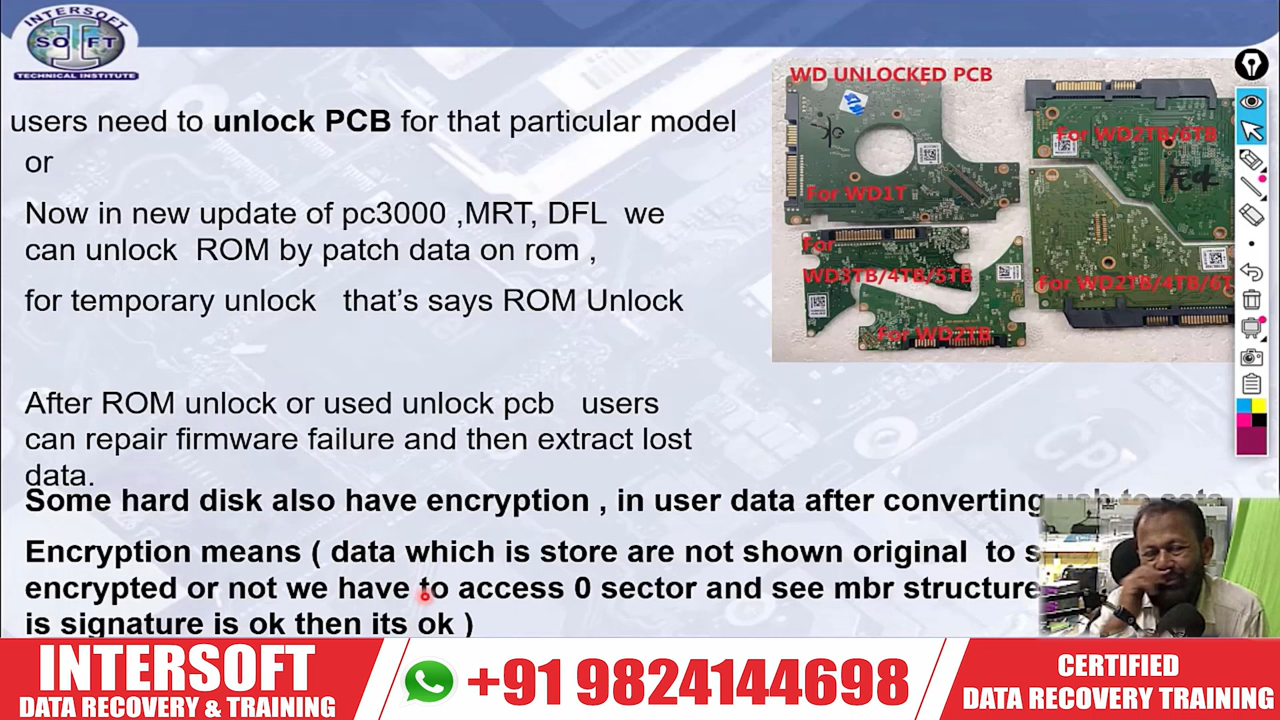 INTERSOFT
SOFT
TECHNICAL INSTITUTE
users need to unlock PCB for that particular model
or
Now in new update of pc3000 ,MRT, DFL we
can unlock ROM by patch data on rom ,
for temporary unlock that's says ROM Unlock
After ROM unlock or used unlock pcb users
can repair firmware failure and then extract lost
data.
Some hard disk also have encryption , in user data after converting usb to sata
Encryption means ( data which is store are not shown original to s
encrypted or not we have to access 0 sector and see mbr structure
is signature is ok then its ok )
WD UNLOCKED PCB
For WD1T
For WD2TB/6TB
For
WD3TB/4TB/5TB
For WD2TB/4TB/6T
For WD2TB
INTERSOFT
DATA RECOVERY & TRAINING
+91 9824144698
CERTIFIED
DATA RECOVERY TRAINING